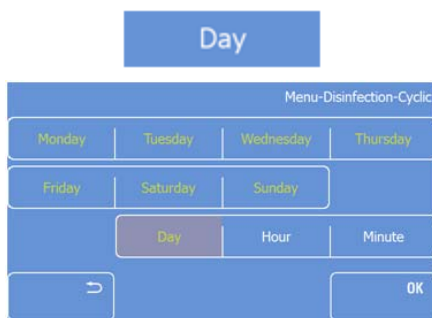 Day
Menu-Disinfection-Cyclic
Monday Tuesday Wednesday Thursday
Friday Saturday Sunday
Day Hour Minute
OK